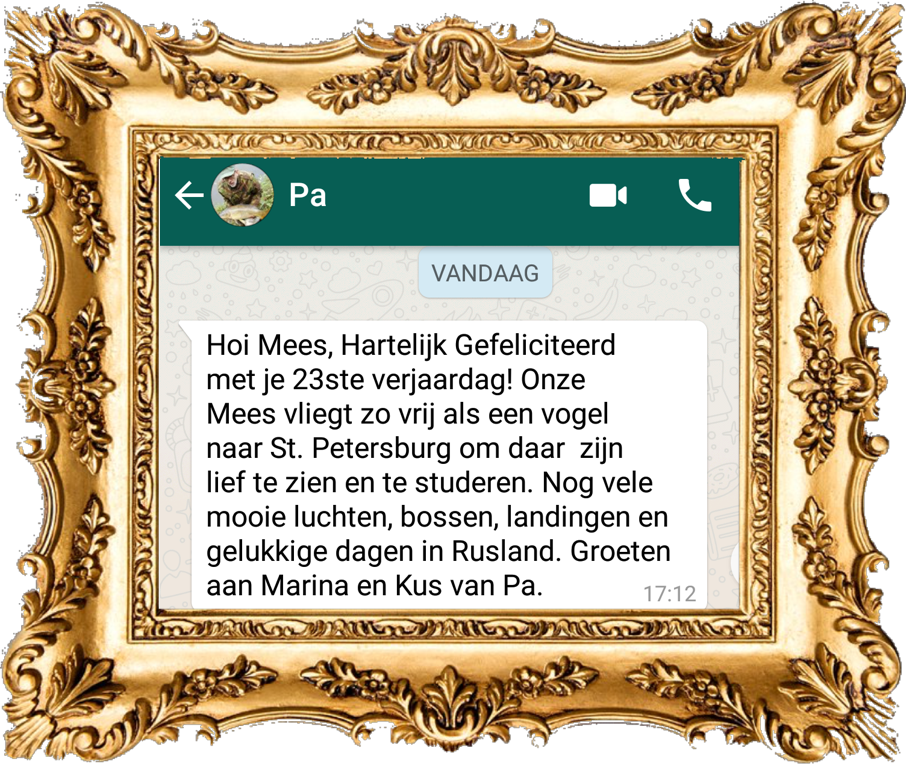 Pa
VANDAAG
Hoi Mees, Hartelijk Gefeliciteerd
met je 23ste verjaardag! Onze
Mees vliegt zo vrij als een vogel
naar St. Petersburg om daar  zijn
lief te zien en te studeren. Nog vele
mooie luchten, bossen, landingen en
gelukkige dagen in Rusland. Groeten
aan Marina en Kus van Pa.
17:12